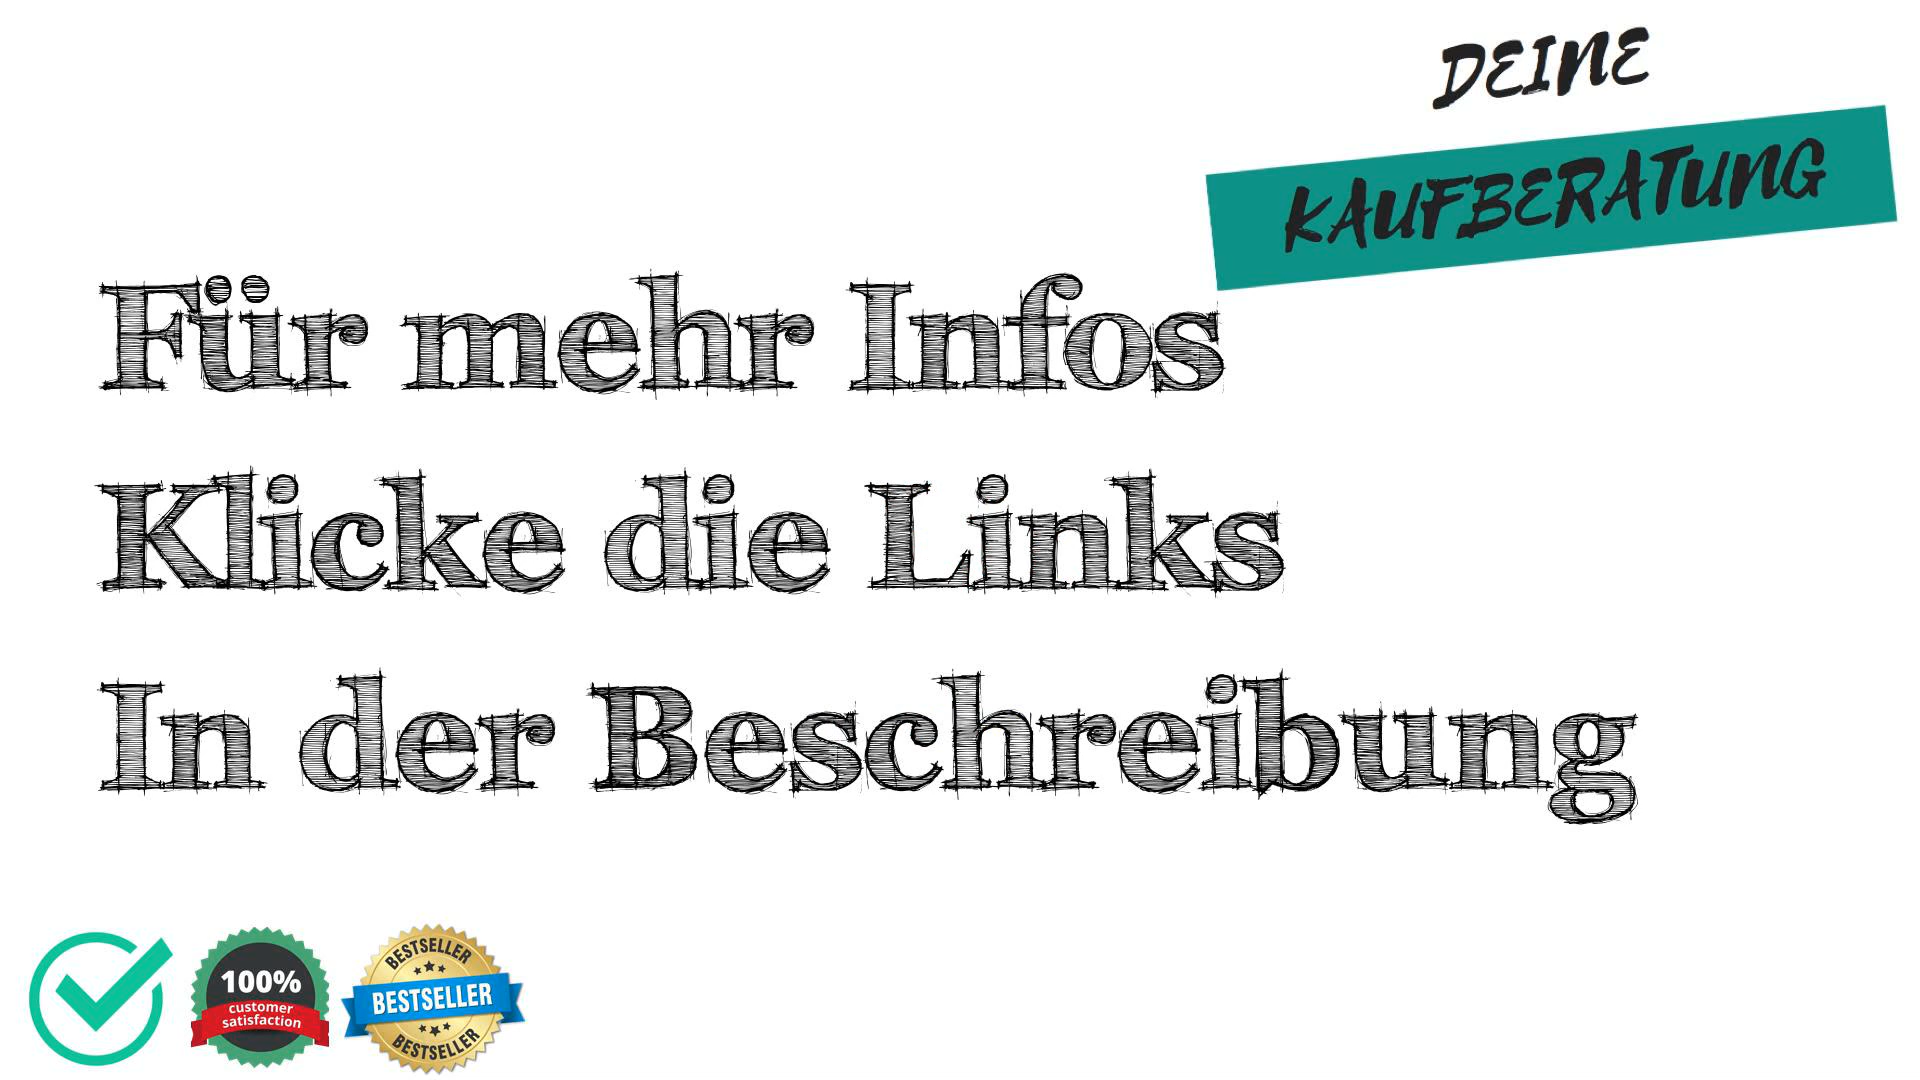 DEINE
KAUFBERATUNG
Für mehr Infos
Klicke die Links
In der Beschreibung
100%
customer
satisfaction
BESTSELLER
BESTSELLER
BESTSELLER